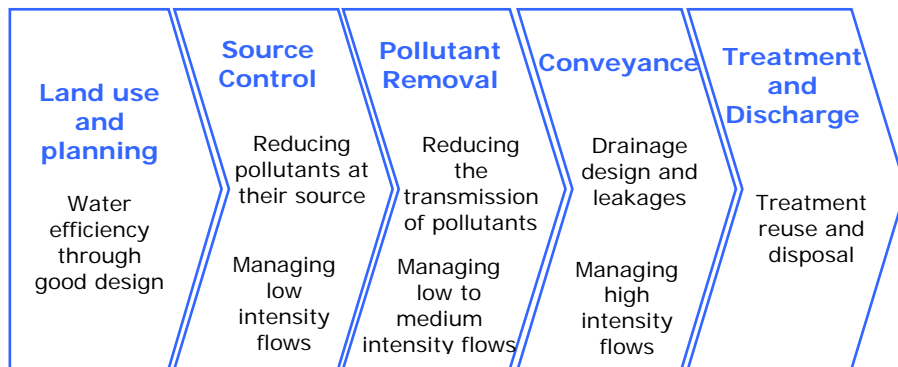 Land use
and
planning
Water
efficiency
through
good design
Source
Control
Reducing
pollutants at
their source
Managing
low
intensity
flows
Pollutant
Removal
Reducing
the
transmission
of pollutants
Managing
low to
medium
intensity flows
Conveyance
Drainage
design and
leakages
Managing
high
intensity
flows
Treatment
and
Discharge
Treatment
reuse and
disposal